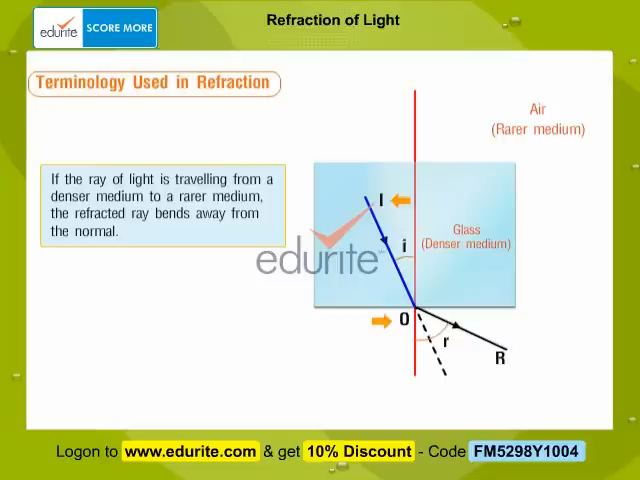 edurite SCORE MORE
Refraction of Light
Terminology Used in Refraction
Air
(Rarer medium)
If the ray of light is travelling from a
denser medium to a rarer medium,
the refracted ray bends away from
the normal.
I
Glass
(Denser medium)
i
edurite
O
r
R
Logon to www.edurite.com & get 10% Discount - Code FM5298Y1004